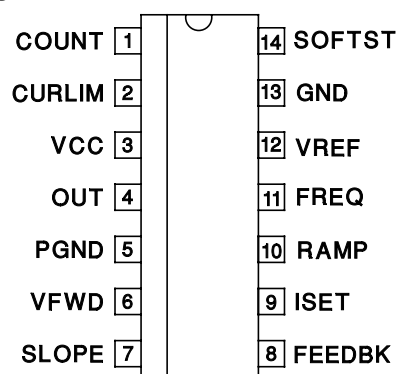 COUNT 1 14 SOFTST
CURLIM 2 13 GND
VCC 3 12 VREF
OUT 4 11 FREQ
PGND 5 10 RAMP
VFWD 6 9 ISET
SLOPE 7 8 FEEDBK